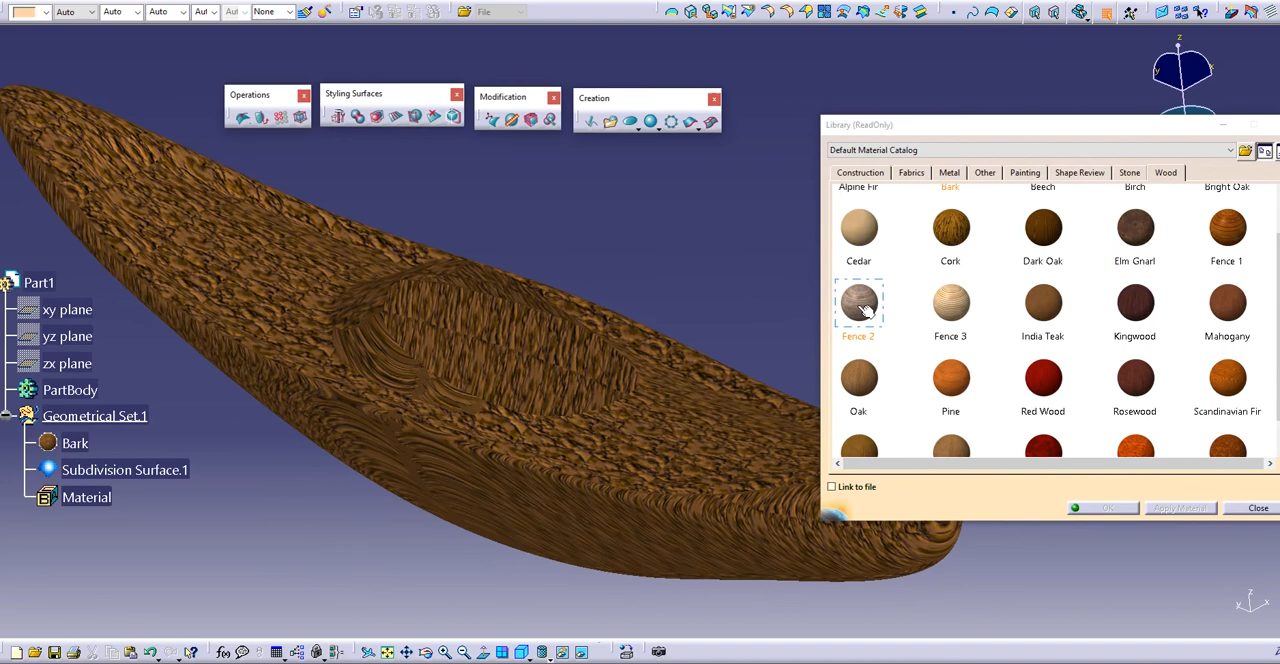 Auto Auto Auto Aut Aut None File
Operations
Styling Surfaces
Modification
Creation
z
y x
Library (ReadOnly)
Default Material Catalog
Construction Fabrics Metal Other Painting Shape Review Stone Wood
Alpine Fir Bark Beech Birch Bright Oak
Cedar Cork Dark Oak Elm Gnarl Fence 1
Fence 2 Fence 3 India Teak Kingwood Mahogany
Oak Pine Red Wood Rosewood Scandinavian Fir
Link to file
OK Apply Material Close
Part1
xy plane
yz plane
zx plane
PartBody
Geometrical Set.1
Bark
Subdivision Surface.1
Material
z
y x
f(x)